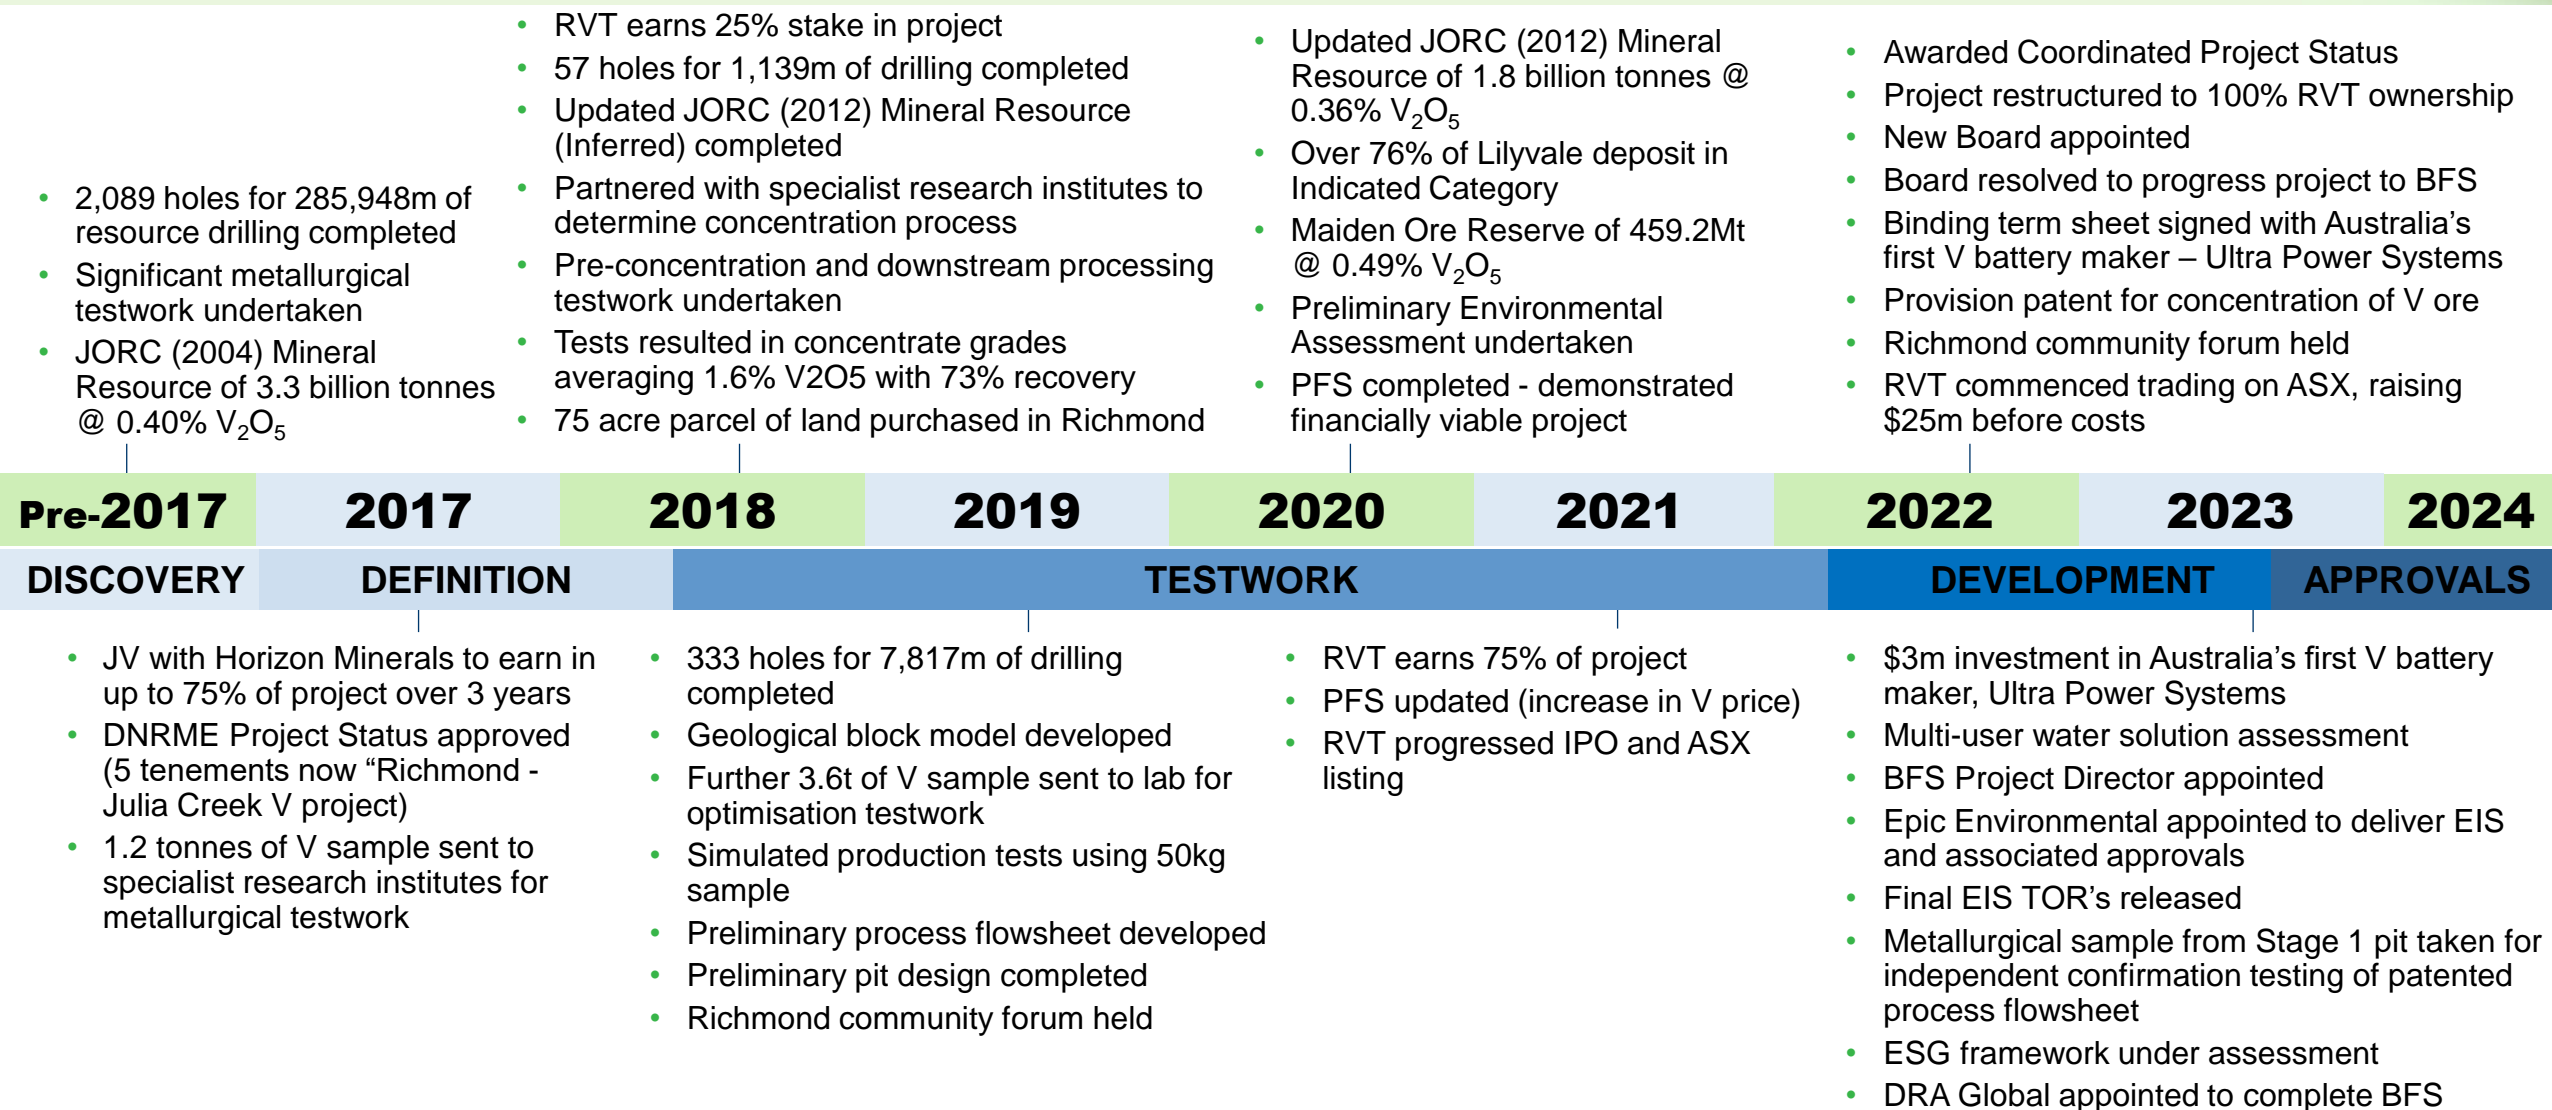 • 2,089 holes for 285,948m of
resource drilling completed
• Significant metallurgical
testwork undertaken
• JORC (2004) Mineral
Resource of 3.3 billion tonnes
@ 0.40% V₂O₅
• RVT earns 25% stake in project
• 57 holes for 1,139m of drilling completed
• Updated JORC (2012) Mineral Resource
(Inferred) completed
• Partnered with specialist research institutes to
determine concentration process
• Pre-concentration and downstream processing
testwork undertaken
• Tests resulted in concentrate grades
averaging 1.6% V2O5 with 73% recovery
• 75 acre parcel of land purchased in Richmond
• Updated JORC (2012) Mineral
Resource of 1.8 billion tonnes @
0.36% V₂O₅
• Over 76% of Lilyvale deposit in
Indicated Category
• Maiden Ore Reserve of 459.2Mt
@ 0.49% V₂O₅
• Preliminary Environmental
Assessment undertaken
• PFS completed - demonstrated
financially viable project
• Awarded Coordinated Project Status
• Project restructured to 100% RVT ownership
• New Board appointed
• Board resolved to progress project to BFS
• Binding term sheet signed with Australia’s
first V battery maker – Ultra Power Systems
• Provision patent for concentration of V ore
• Richmond community forum held
• RVT commenced trading on ASX, raising
$25m before costs
Pre-2017 2017 2018 2019 2020 2021 2022 2023 2024
DISCOVERY DEFINITION TESTWORK DEVELOPMENT APPROVALS
• JV with Horizon Minerals to earn in
up to 75% of project over 3 years
• DNRME Project Status approved
(5 tenements now “Richmond -
Julia Creek V project)
• 1.2 tonnes of V sample sent to
specialist research institutes for
metallurgical testwork
• 333 holes for 7,817m of drilling
completed
• Geological block model developed
• Further 3.6t of V sample sent to lab for
optimisation testwork
• Simulated production tests using 50kg
sample
• Preliminary process flowsheet developed
• Preliminary pit design completed
• Richmond community forum held
• RVT earns 75% of project
• PFS updated (increase in V price)
• RVT progressed IPO and ASX
listing
• $3m investment in Australia’s first V battery
maker, Ultra Power Systems
• Multi-user water solution assessment
• BFS Project Director appointed
• Epic Environmental appointed to deliver EIS
and associated approvals
• Final EIS TOR’s released
• Metallurgical sample from Stage 1 pit taken for
independent confirmation testing of patented
process flowsheet
• ESG framework under assessment
• DRA Global appointed to complete BFS